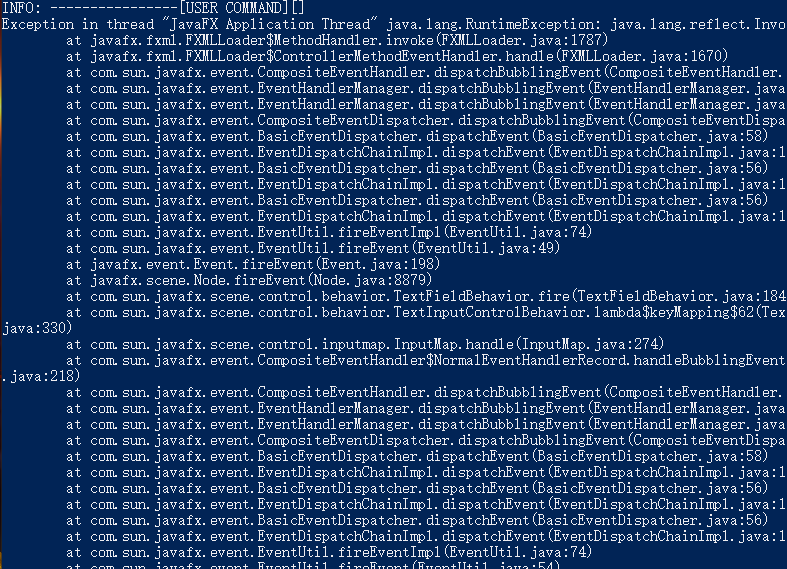 INFO: ----------------[USER COMMAND][]
Exception in thread "JavaFX Application Thread" java.lang.RuntimeException: java.lang.reflect.Invo
at javafx.fxml.FXMLLoader$MethodHandler.invoke(FXMLLoader.java:1787)
at javafx.fxml.FXMLLoader$ControllerMethodEventHandler.handle(FXMLLoader.java:1670)
at com.sun.javafx.event.CompositeEventHandler.dispatchBubblingEvent(CompositeEventHandler.
at com.sun.javafx.event.EventHandlerManager.dispatchBubblingEvent(EventHandlerManager.java
at com.sun.javafx.event.EventHandlerManager.dispatchBubblingEvent(EventHandlerManager.java
at com.sun.javafx.event.CompositeEventDispatcher.dispatchBubblingEvent(CompositeEventDispa
at com.sun.javafx.event.BasicEventDispatcher.dispatchEvent(BasicEventDispatcher.java:58)
at com.sun.javafx.event.EventDispatchChainImpl.dispatchEvent(EventDispatchChainImpl.java:1
at com.sun.javafx.event.BasicEventDispatcher.dispatchEvent(BasicEventDispatcher.java:56)
at com.sun.javafx.event.EventDispatchChainImpl.dispatchEvent(EventDispatchChainImpl.java:1
at com.sun.javafx.event.BasicEventDispatcher.dispatchEvent(BasicEventDispatcher.java:56)
at com.sun.javafx.event.EventDispatchChainImpl.dispatchEvent(EventDispatchChainImpl.java:1
at com.sun.javafx.event.EventUtil.fireEventImpl(EventUtil.java:74)
at com.sun.javafx.event.EventUtil.fireEvent(EventUtil.java:49)
at javafx.event.Event.fireEvent(Event.java:198)
at javafx.scene.Node.fireEvent(Node.java:8879)
at com.sun.javafx.scene.control.behavior.TextFieldBehavior.fire(TextFieldBehavior.java:184
at com.sun.javafx.scene.control.behavior.TextInputControlBehavior.lambda$keyMapping$62(Tex
java:330)
at com.sun.javafx.scene.control.inputmap.InputMap.handle(InputMap.java:274)
at com.sun.javafx.event.CompositeEventHandler$NormalEventHandlerRecord.handleBubblingEvent
.java:218)
at com.sun.javafx.event.CompositeEventHandler.dispatchBubblingEvent(CompositeEventHandler.
at com.sun.javafx.event.EventHandlerManager.dispatchBubblingEvent(EventHandlerManager.java
at com.sun.javafx.event.EventHandlerManager.dispatchBubblingEvent(EventHandlerManager.java
at com.sun.javafx.event.CompositeEventDispatcher.dispatchBubblingEvent(CompositeEventDispa
at com.sun.javafx.event.BasicEventDispatcher.dispatchEvent(BasicEventDispatcher.java:58)
at com.sun.javafx.event.EventDispatchChainImpl.dispatchEvent(EventDispatchChainImpl.java:1
at com.sun.javafx.event.BasicEventDispatcher.dispatchEvent(BasicEventDispatcher.java:56)
at com.sun.javafx.event.EventDispatchChainImpl.dispatchEvent(EventDispatchChainImpl.java:1
at com.sun.javafx.event.BasicEventDispatcher.dispatchEvent(BasicEventDispatcher.java:56)
at com.sun.javafx.event.EventDispatchChainImpl.dispatchEvent(EventDispatchChainImpl.java:1
at com.sun.javafx.event.EventUtil.fireEventImpl(EventUtil.java:74)
at com.sun.javafx.event.EventUtil.fireEvent(EventUtil.java:54)